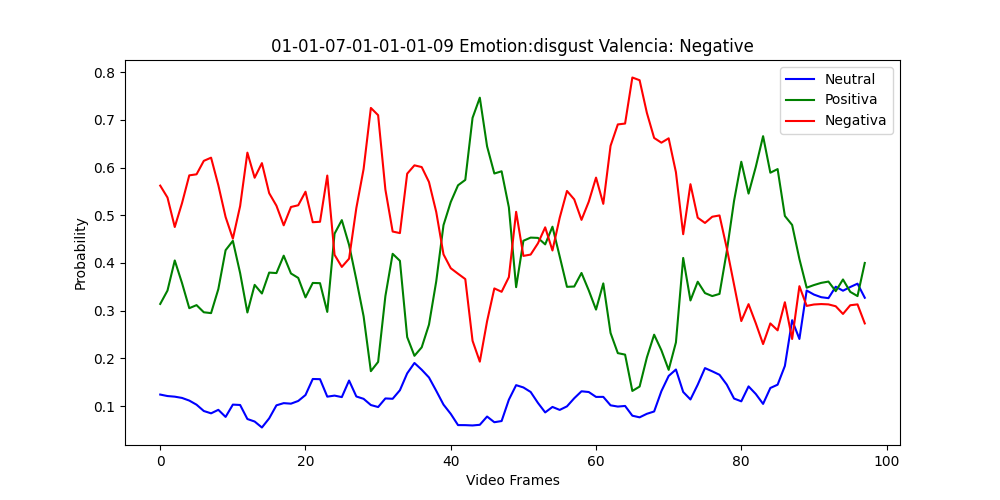 01-01-07-01-01-01-09 Emotion:disgust Valencia: Negative
Neutral
Positiva
Negativa
Probability
0.8
0.7
0.6
0.5
0.4
0.3
0.2
0.1
0 20 40 60 80 100
Video Frames